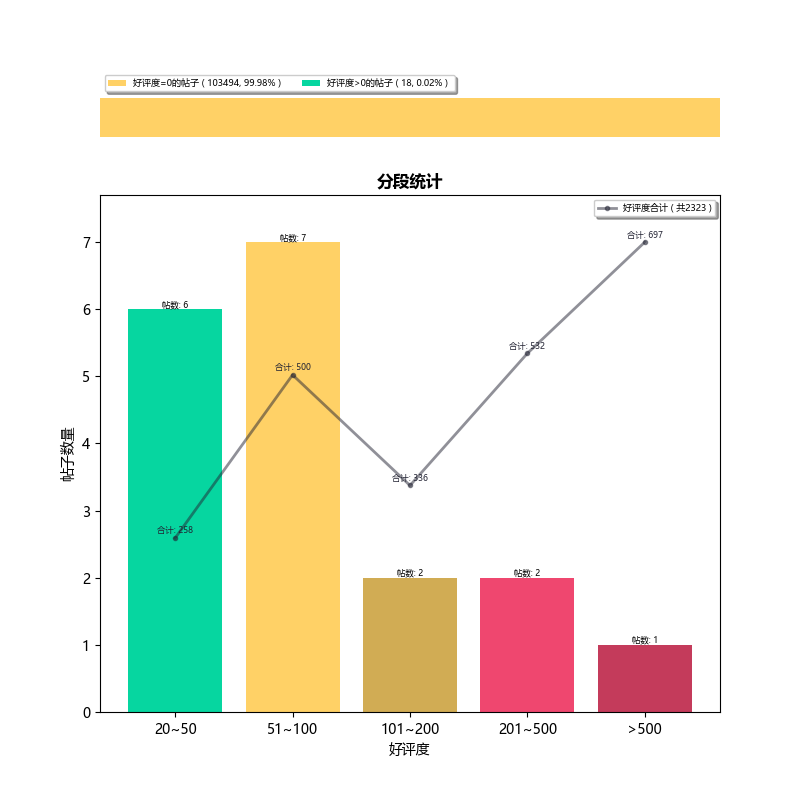 好评度=0的帖子 ( 103494, 99.98% ) 好评度>0的帖子 ( 18, 0.02% )
分段统计
好评度合计 ( 共2323 )
合计: 697
帖数: 7
帖数: 6
合计: 532
合计: 500
合计: 336
合计: 258
帖数: 2
帖数: 2
帖数: 1
帖子数量
7
6
5
4
3
2
1
0
20~50 51~100 101~200 201~500 >500
好评度